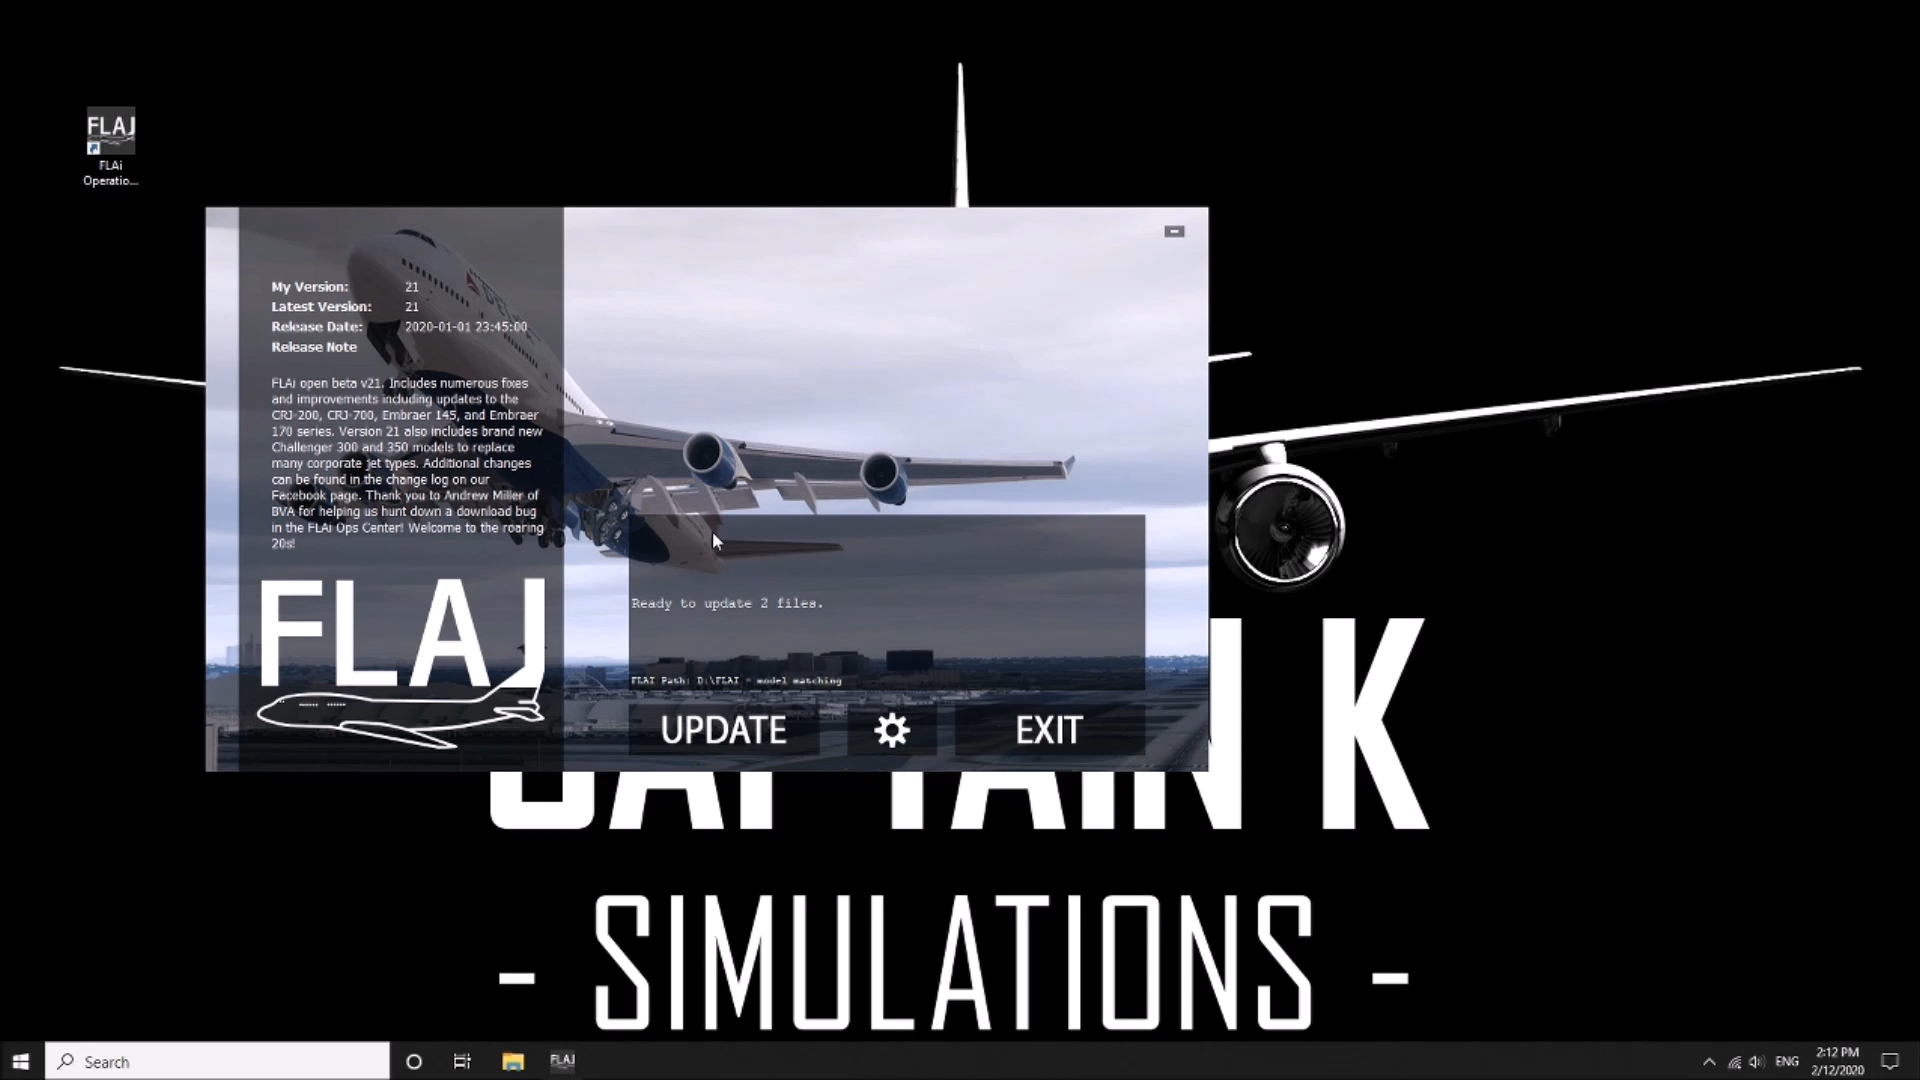 FLAi
FLAi
Operatio...
My Version: 21
Latest Version: 21
Release Date: 2020-01-01 23:45:00
Release Note
FLAi open beta v21. Includes numerous fixes
and improvements including updates to the
CRJ-200, CRJ-700, Embraer 145, and Embraer
170 series. Version 21 also includes brand new
Challenger 300 and 350 models to replace
many corporate jet types. Additional changes
can be found in the change log on our
Facebook page. Thank you to Andrew Miller of
BVA for helping us hunt down a download bug
in the FLAi Ops Center! Welcome to the roaring
20s!
FLAi
Ready to update 2 files.
FLAI Path: D:\FLAI - model matching
UPDATE
EXIT
K
- SIMULATIONS -
Search
FLAi
ENG
2:12 PM
2/12/2020